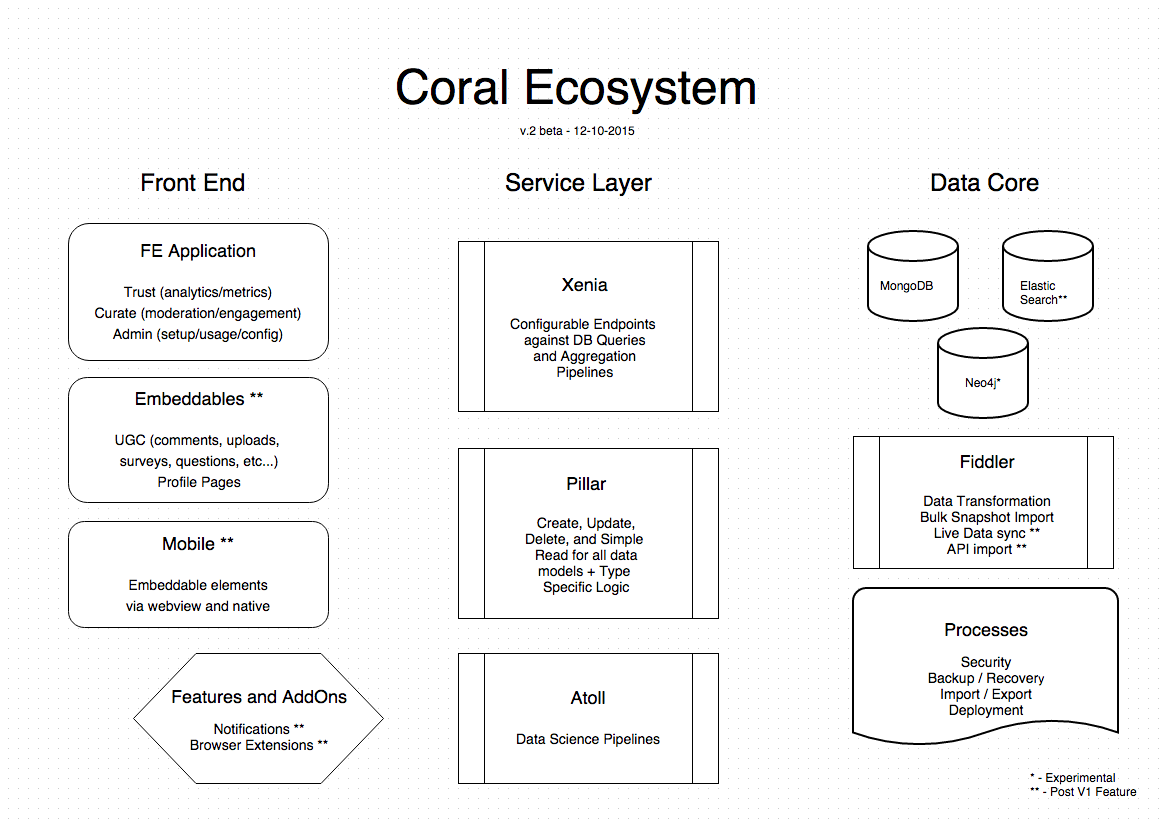 Coral Ecosystem
v.2 beta - 12-10-2015
Front End
FE Application
Trust (analytics/metrics)
Curate (moderation/engagement)
Admin (setup/usage/config)
Embeddables **
UGC (comments, uploads,
surveys, questions, etc...)
Profile Pages
Mobile **
Embeddable elements
via webview and native
Features and AddOns
Notifications **
Browser Extensions **
Service Layer
Xenia
Configurable Endpoints
against DB Queries
and Aggregation
Pipelines
Pillar
Create, Update,
Delete, and Simple
Read for all data
models + Type
Specific Logic
Atoll
Data Science Pipelines
Data Core
MongoDB
Elastic
Search**
Neo4j*
Fiddler
Data Transformation
Bulk Snapshot Import
Live Data sync **
API import **
Processes
Security
Backup / Recovery
Import / Export
Deployment
* - Experimental
** - Post V1 Feature